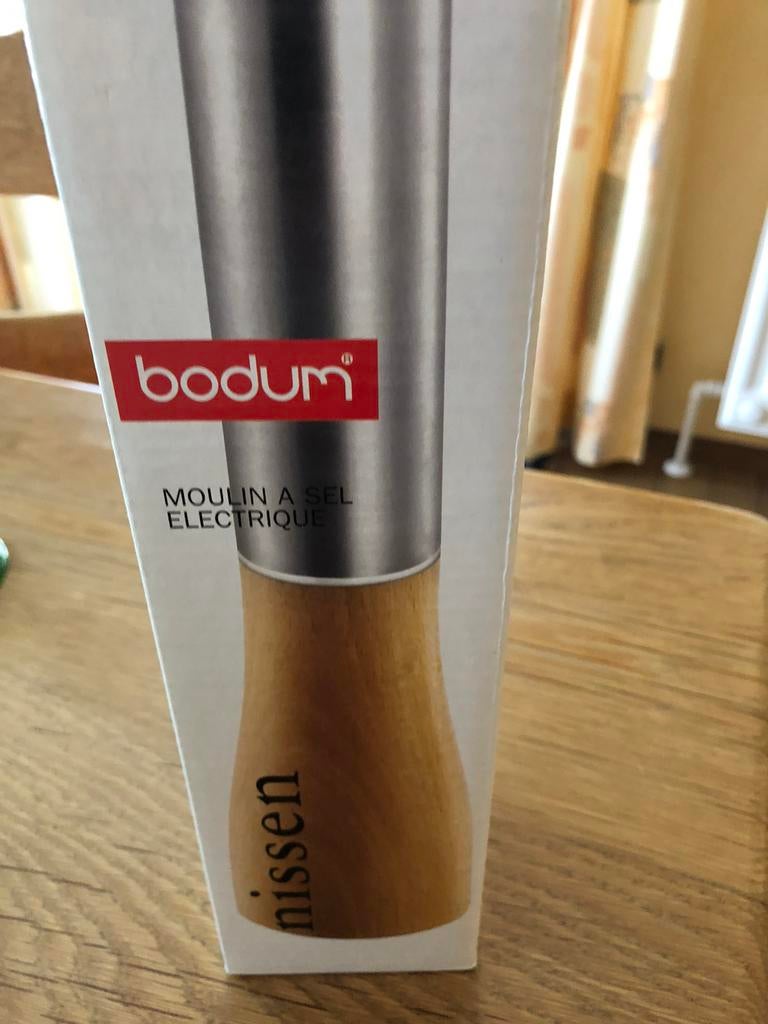 bodum®
MOULIN A SEL
ELECTRIQUE
nissen